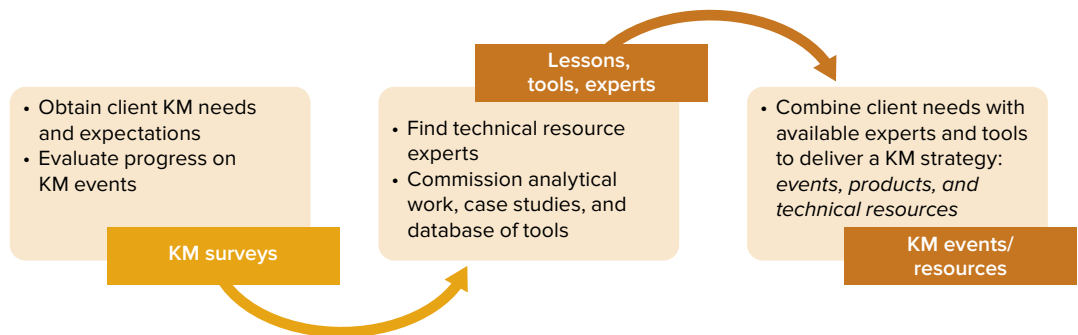 • Obtain client KM needs
and expectations
• Evaluate progress on
KM events
KM surveys
Lessons,
tools, experts
• Find technical resource
experts
• Commission analytical
work, case studies, and
database of tools
• Combine client needs with
available experts and tools
to deliver a KM strategy:
events, products, and
technical resources
KM events/
resources